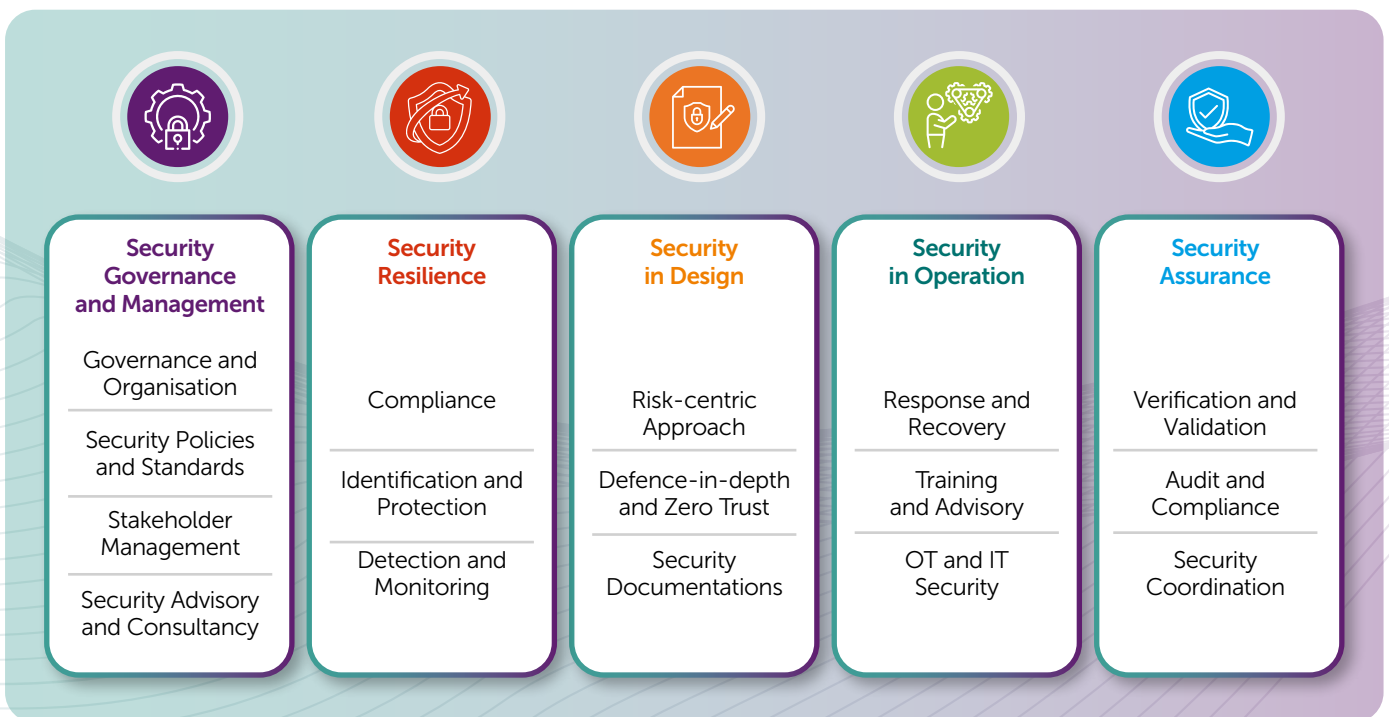 Security
Governance
and Management
Governance and
Organisation
Security Policies
and Standards
Stakeholder
Management
Security Advisory
and Consultancy
Security
Resilience
Compliance
Identification and
Protection
Detection and
Monitoring
Security
in Design
Risk-centric
Approach
Defence-in-depth
and Zero Trust
Security
Documentations
Security
in Operation
Response and
Recovery
Training
and Advisory
OT and IT
Security
Security
Assurance
Verification and
Validation
Audit and
Compliance
Security
Coordination